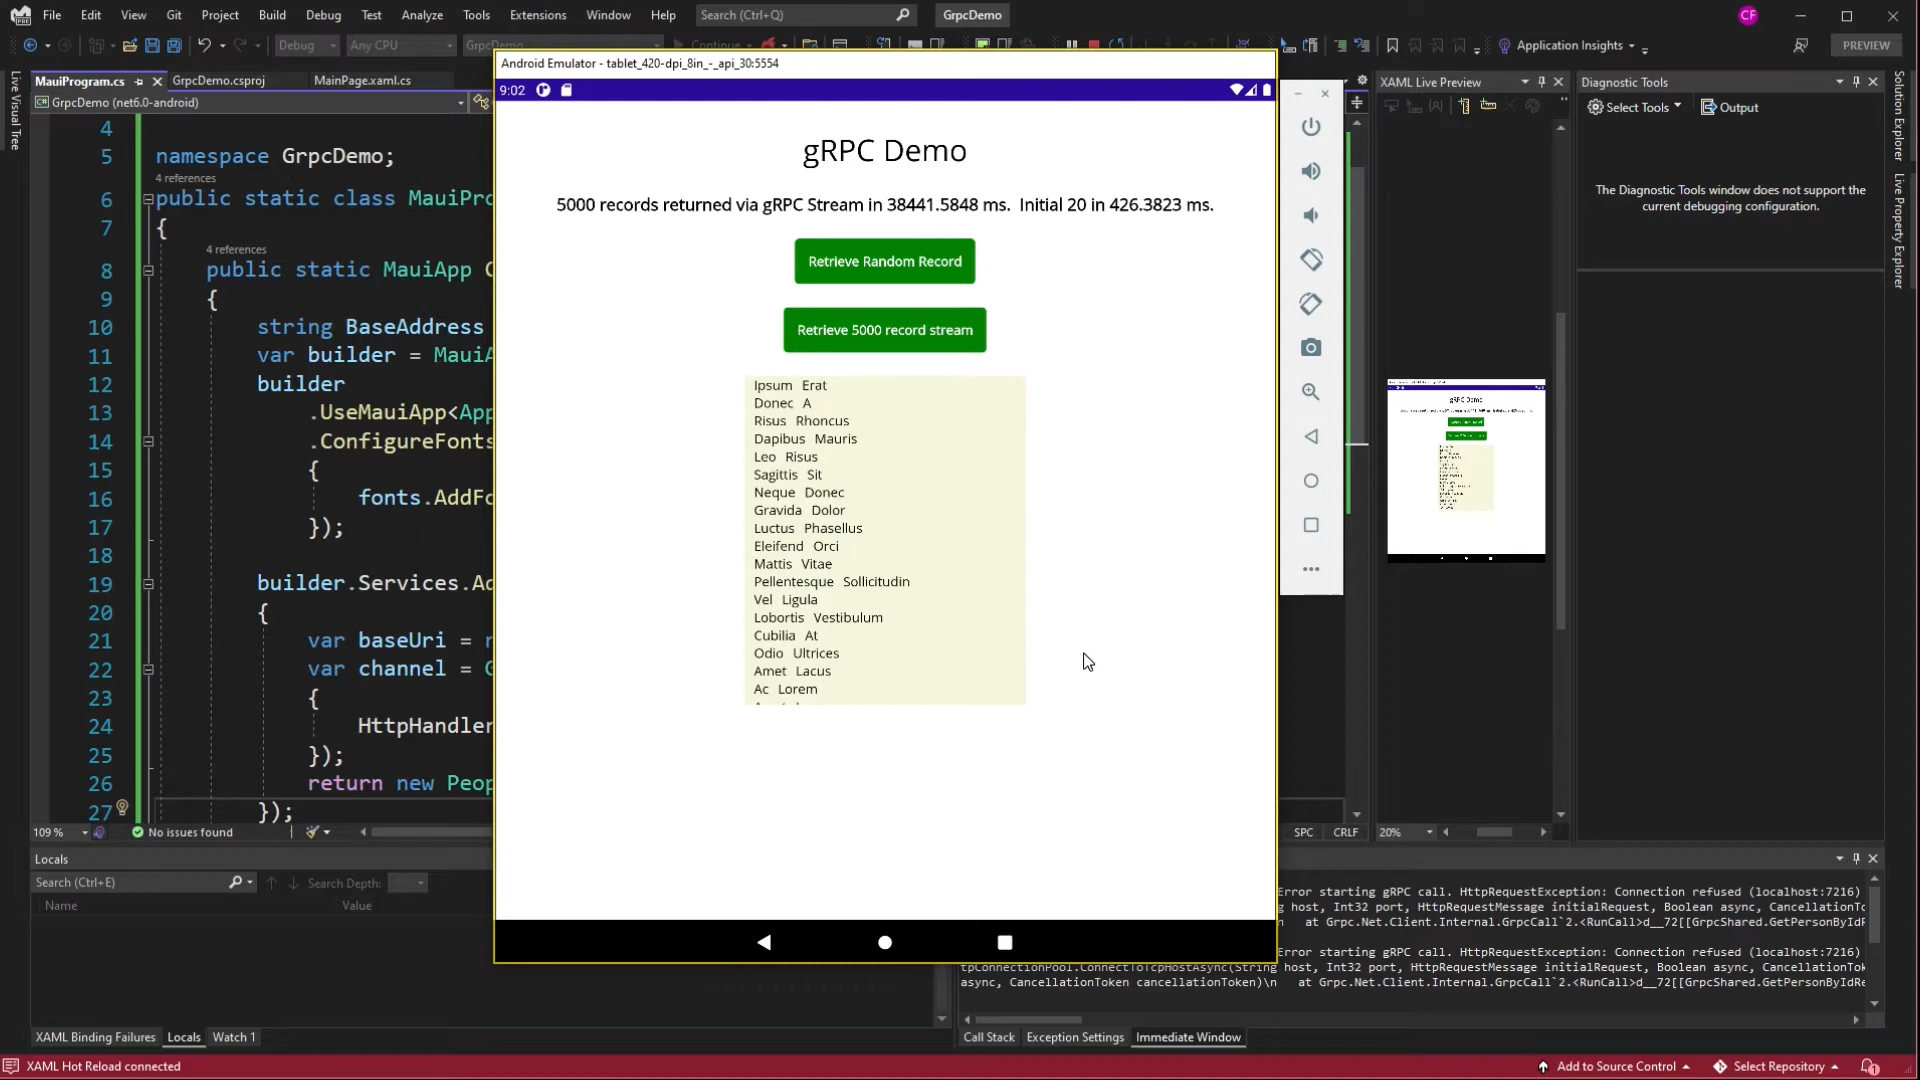 File Edit View Git Project Build Debug Test Analyze Tools Extensions Window Help Search (Ctrl+Q) GrpcDemo CF
PRE
Debug Any CPU GrpcDemo Continue Application Insights PREVIEW
Live Visual Tree
MauiProgram.cs GrpcDemo.csproj MainPage.xaml.cs
GrpcDemo (net6.0-android)
4
5 namespace GrpcDemo;
4 references
6 public static class MauiPro
7 {
4 references
8 public static MauiApp C
9 {
10 string BaseAddress
11 var builder = MauiA
12 builder
13 .UseMauiApp<App
14 .ConfigureFonts
15 {
16 fonts.AddFo
17 });
18
19 builder.Services.Ad
20 {
21 var baseUri = n
22 var channel = G
23 {
24 HttpHandler
25 });
26 return new Peop
27 });
109 % No issues found SPC CRLF
Android Emulator - tablet_420-dpi_8in_-_api_30:5554
9:02
gRPC Demo
5000 records returned via gRPC Stream in 38441.5848 ms. Initial 20 in 426.3823 ms.
Retrieve Random Record
Retrieve 5000 record stream
Ipsum Erat
Donec A
Risus Rhoncus
Dapibus Mauris
Leo Risus
Sagittis Sit
Neque Donec
Gravida Dolor
Luctus Phasellus
Eleifend Orci
Mattis Vitae
Pellentesque Sollicitudin
Vel Ligula
Lobortis Vestibulum
Cubilia At
Odio Ultrices
Amet Lacus
Ac Lorem
XAML Live Preview
gRPC Demo
20%
Diagnostic Tools
Select Tools Output
The Diagnostic Tools window does not support the
current debugging configuration.
Solution Explorer
Live Property Explorer
Locals
Search (Ctrl+E) Search Depth:
Name Value
Error starting gRPC call. HttpRequestException: Connection refused (localhost:7216)
g host, Int32 port, HttpRequestMessage initialRequest, Boolean async, CancellationTo
at Grpc.Net.Client.Internal.GrpcCall`2.<RunCall>d__72[[GrpcShared.GetPersonByIdR
Error starting gRPC call. HttpRequestException: Connection refused (localhost:7216)
tpConnectionPool.ConnectToTcpHostAsync(String host, Int32 port, HttpRequestMessage initialRequest, Boolean async, CancellationTok
async, CancellationToken cancellationToken)\n at Grpc.Net.Client.Internal.GrpcCall`2.<RunCall>d__72[[GrpcShared.GetPersonByIdRe
XAML Binding Failures Locals Watch 1
Call Stack Exception Settings Immediate Window
XAML Hot Reload connected Add to Source Control Select Repository 1